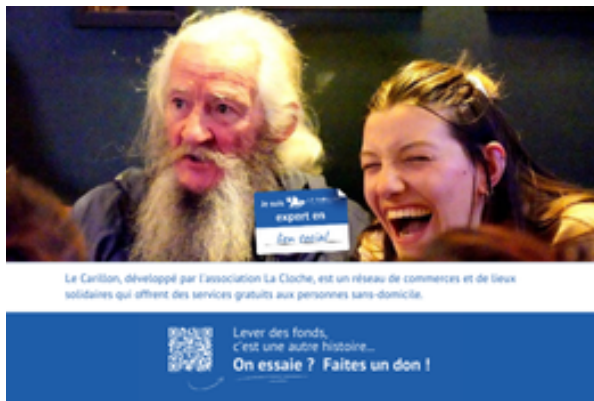 Je suis
expert en
lien social
Le Carillon, développé par l'association La Cloche, est un réseau de commerces et de lieux
solidaires qui offrent des services gratuits aux personnes sans-domicile.
Lever des fonds,
c'est une autre histoire...
On essaie ? Faites un don !